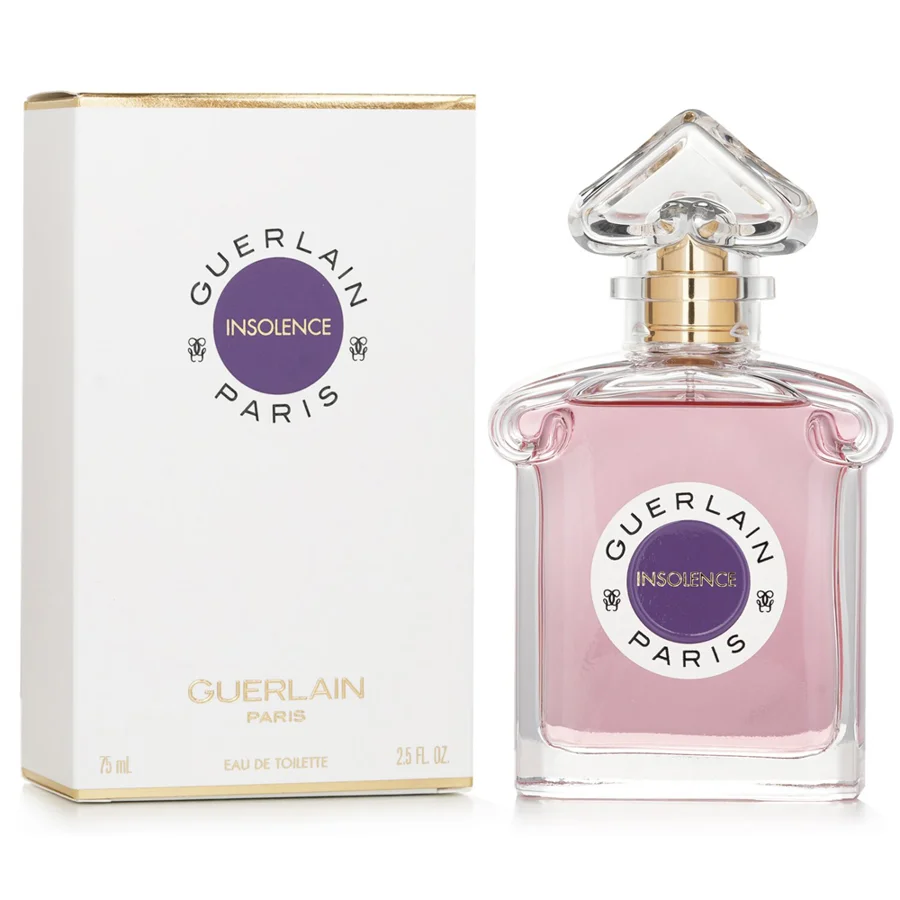 GUERLAIN
INSOLENCE
PARIS
GUERLAIN
PARIS
75 mL
EAU DE TOILETTE
2.5 FL. OZ.
GUERLAIN
INSOLENCE
PARIS